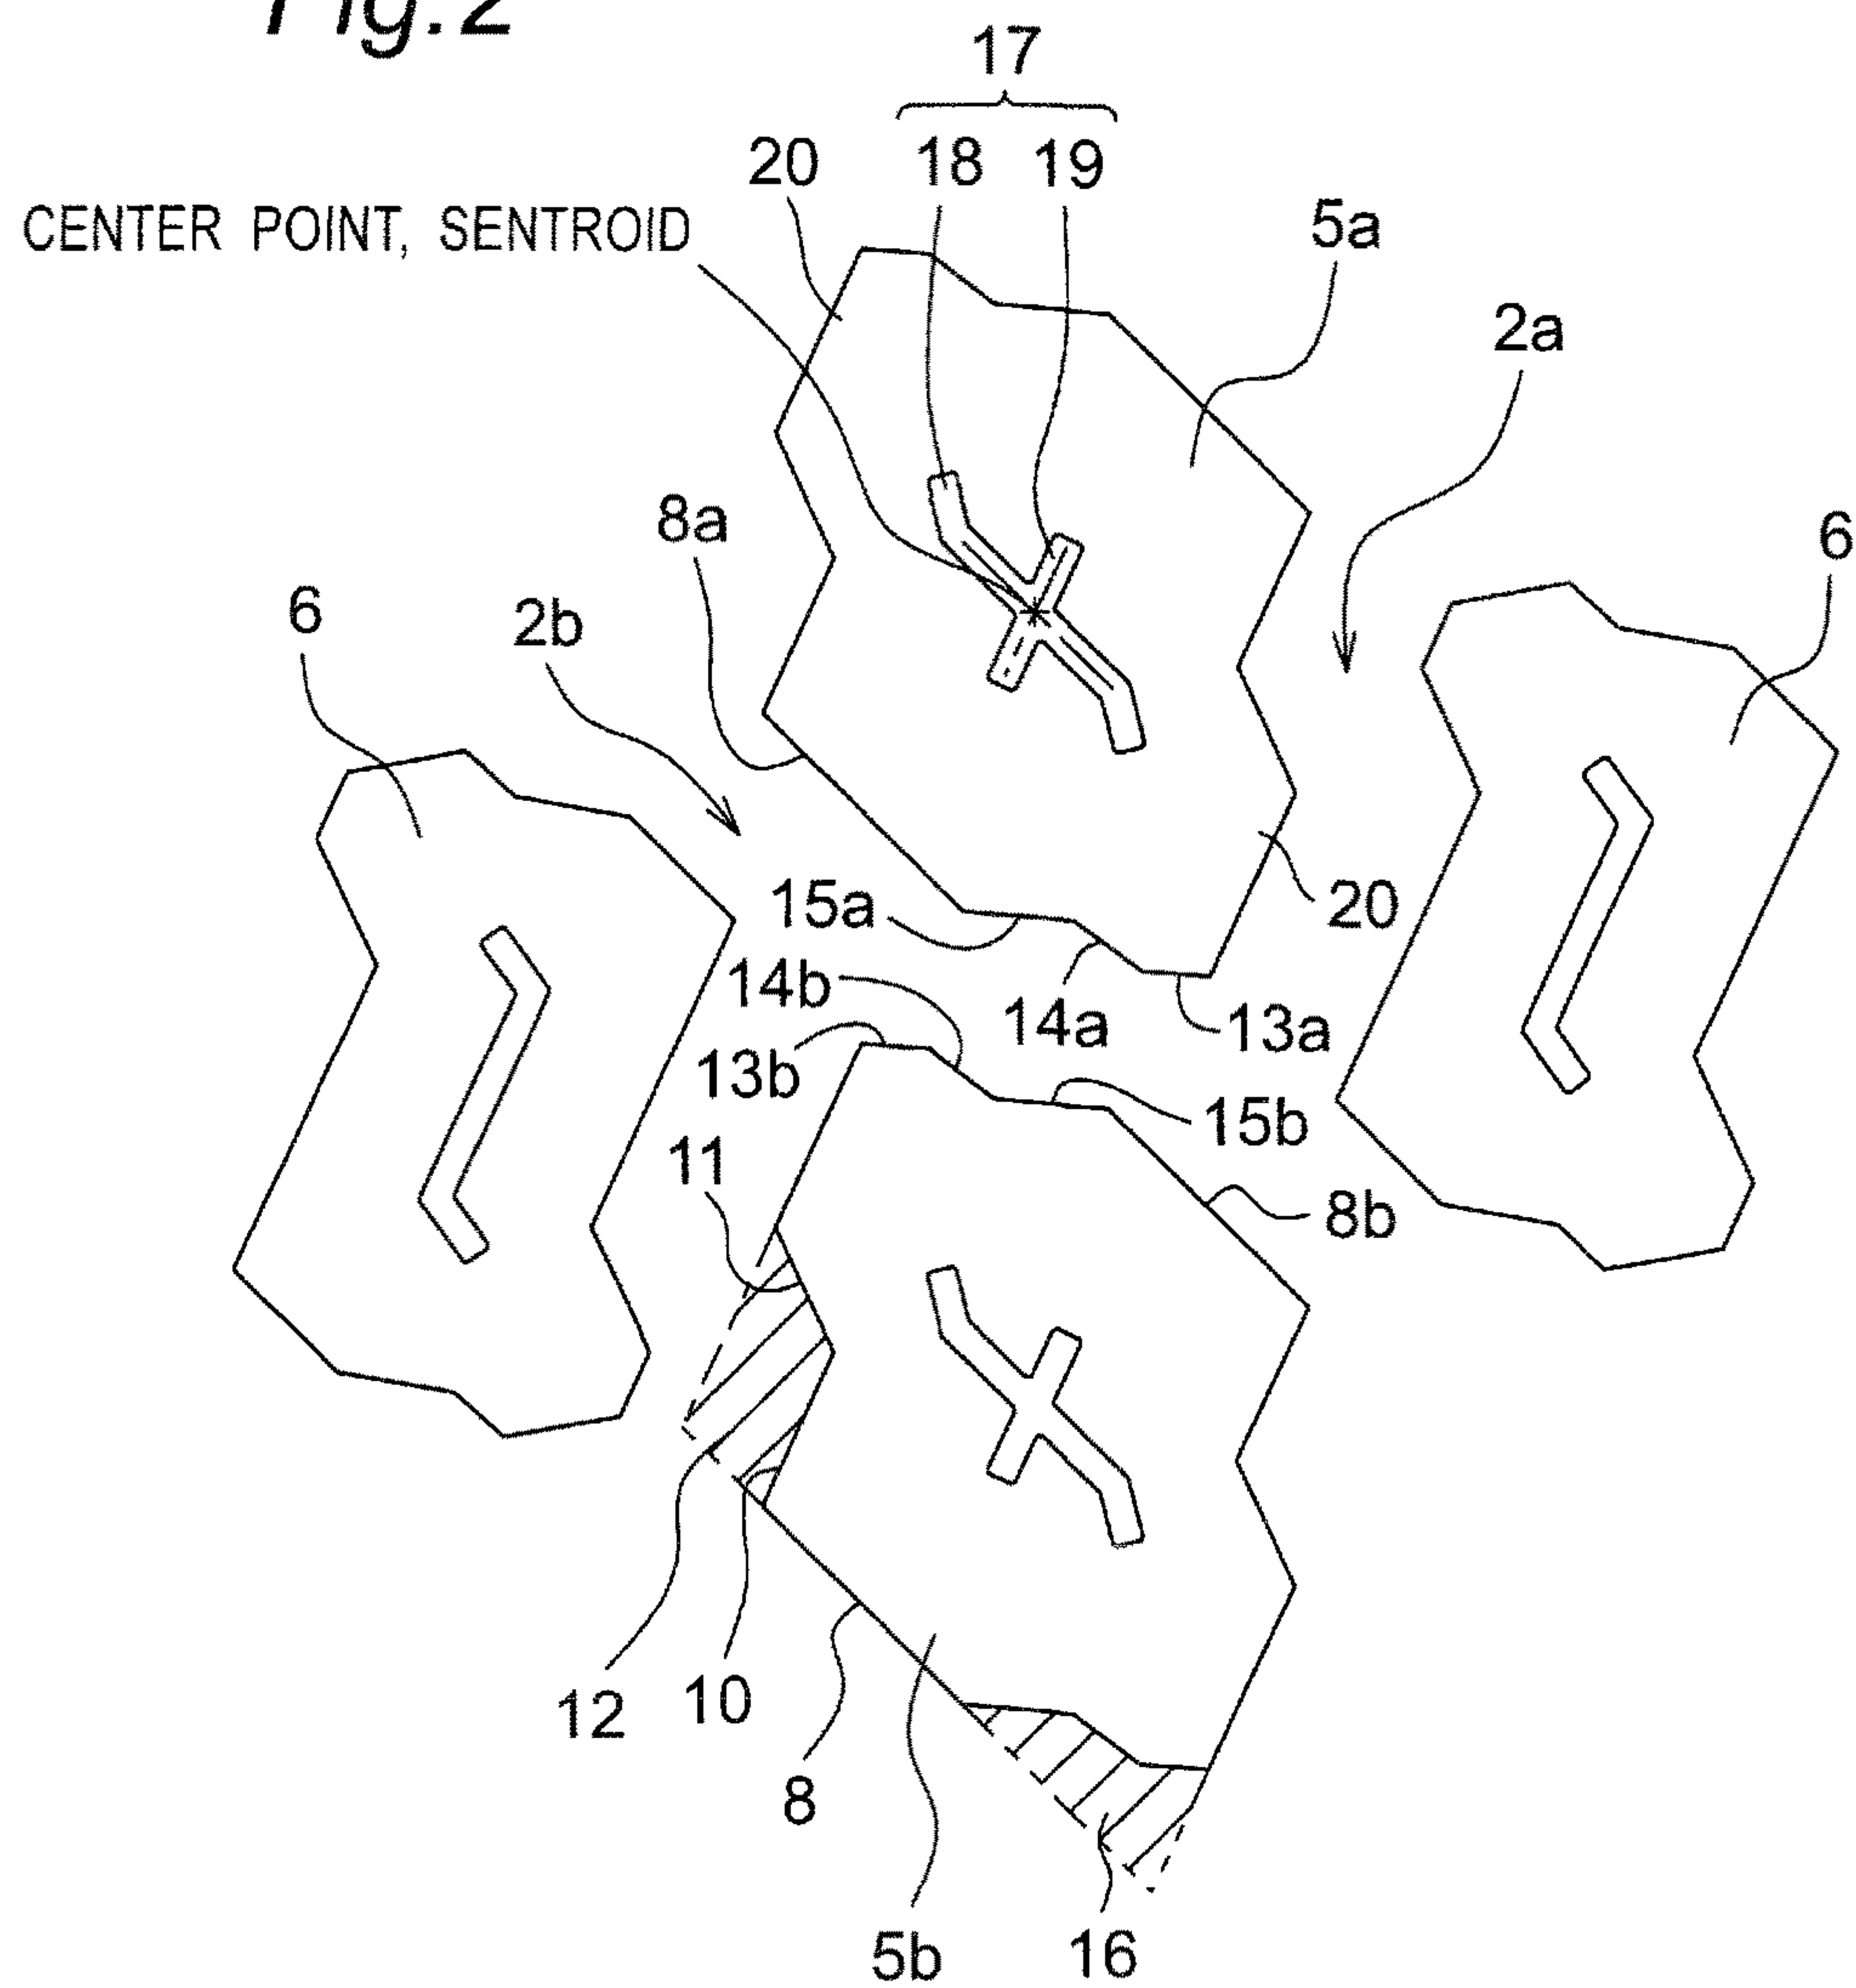 Fig.2
17
20
18
19
CENTER POINT, SENTROID
5a
2a
8a
6
6
2b
15a
20
14b
14a
13a
13b
15b
11
8b
12
10
8
5b
16